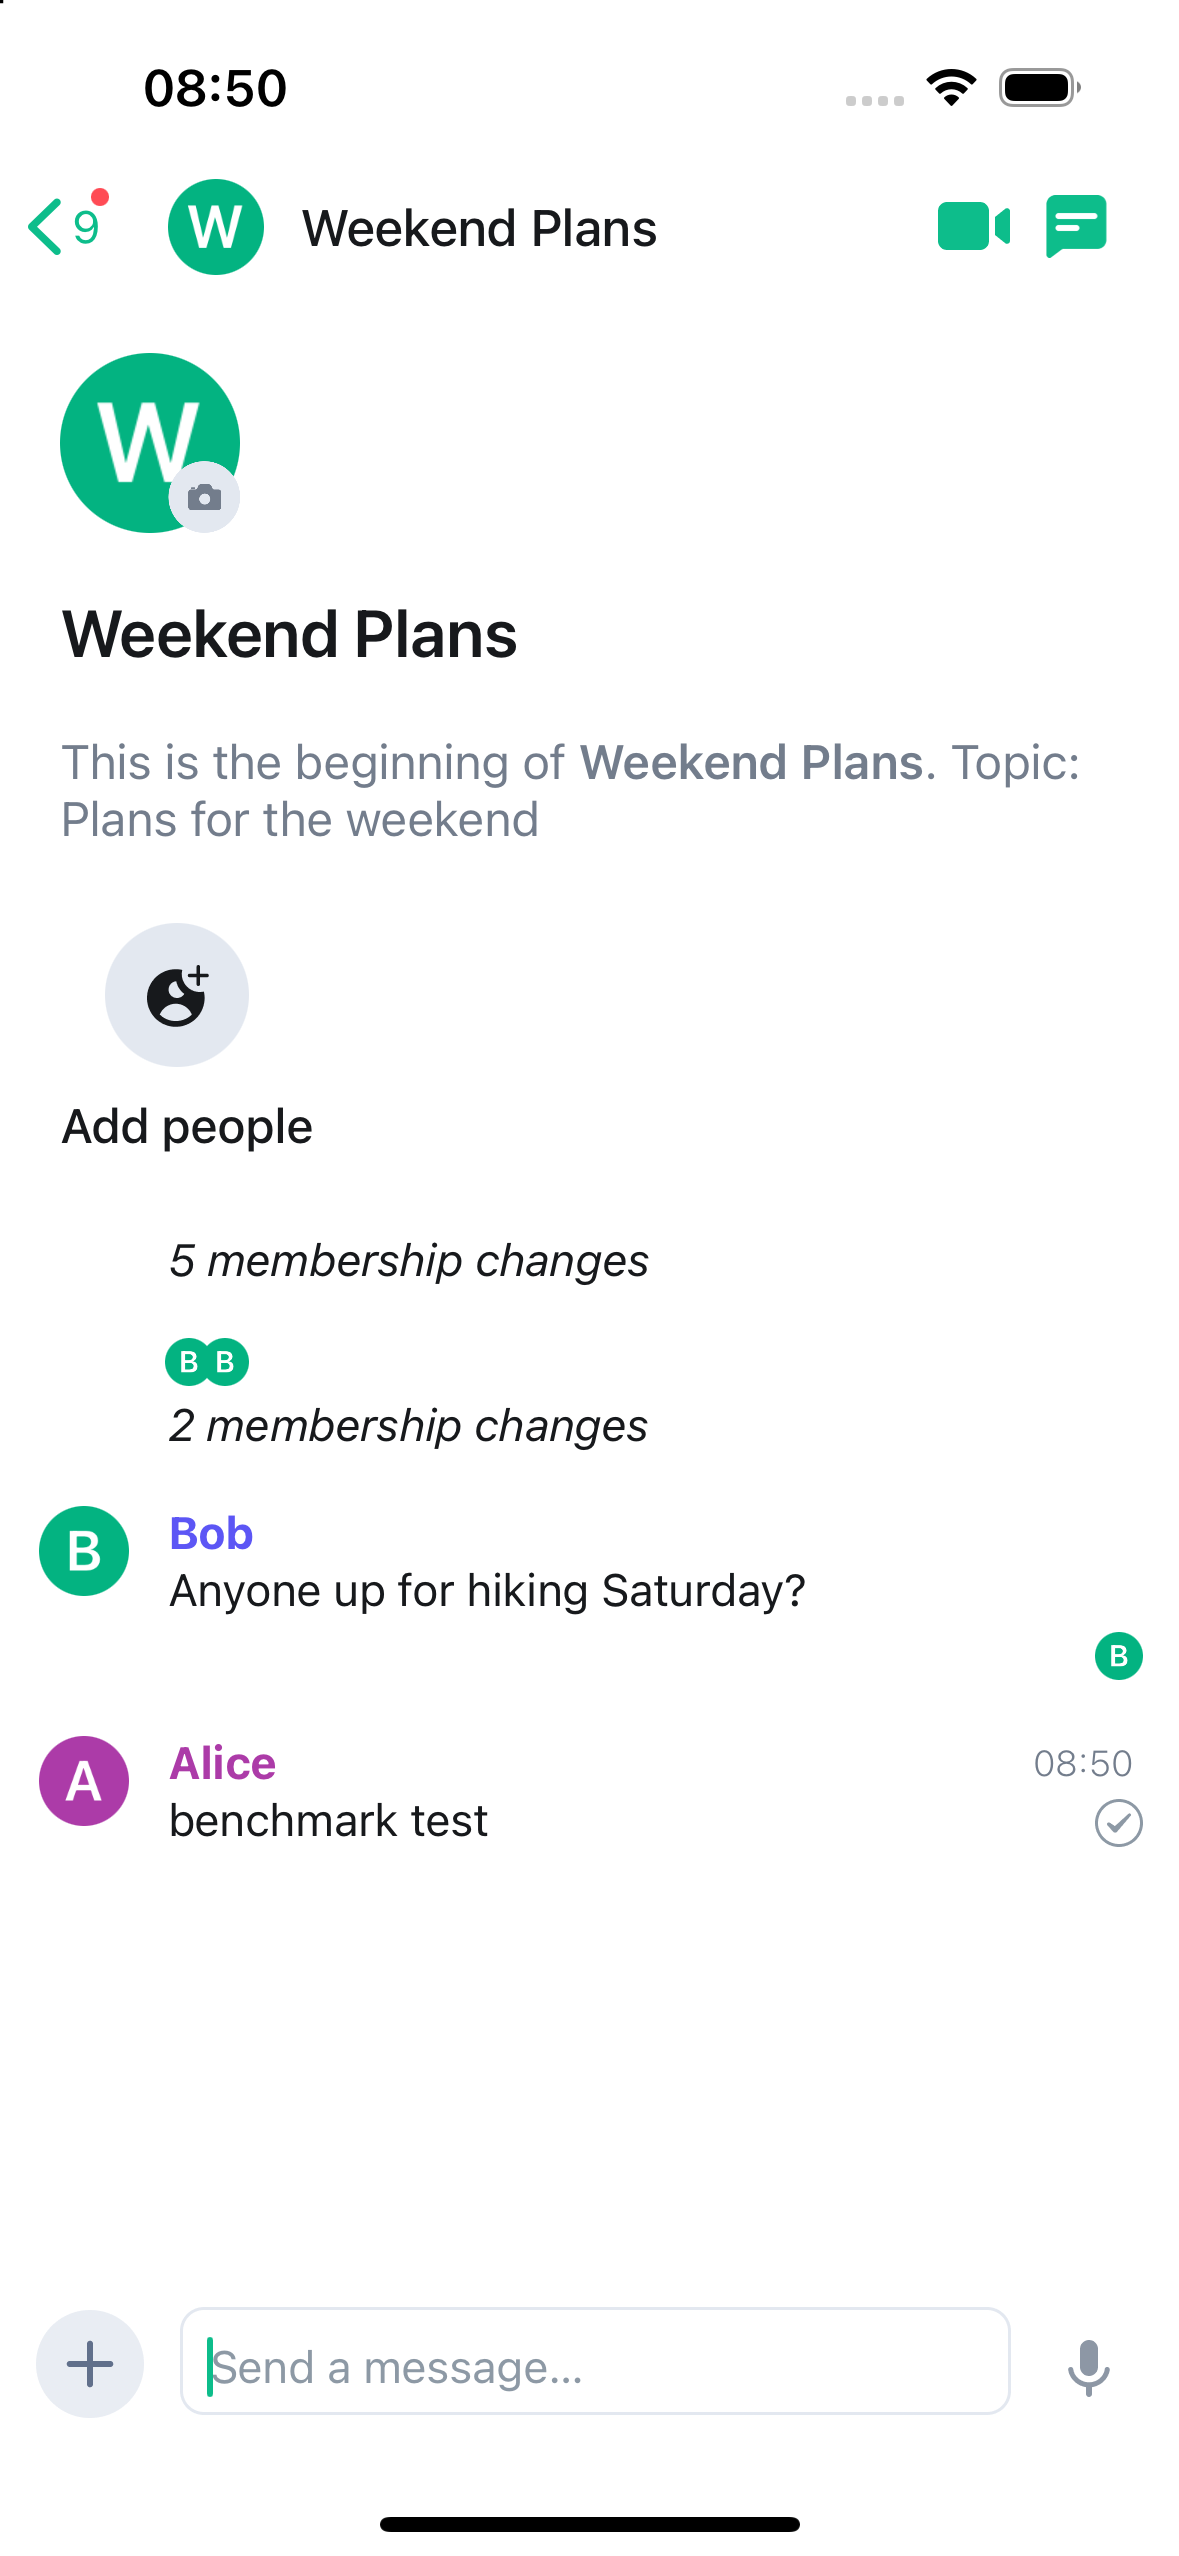 08:50
9
W
Weekend Plans
W
Weekend Plans
This is the beginning of Weekend Plans. Topic:
Plans for the weekend
Add people
5 membership changes
B B
2 membership changes
B
Bob
Anyone up for hiking Saturday?
B
A
Alice
08:50
benchmark test
Send a message...